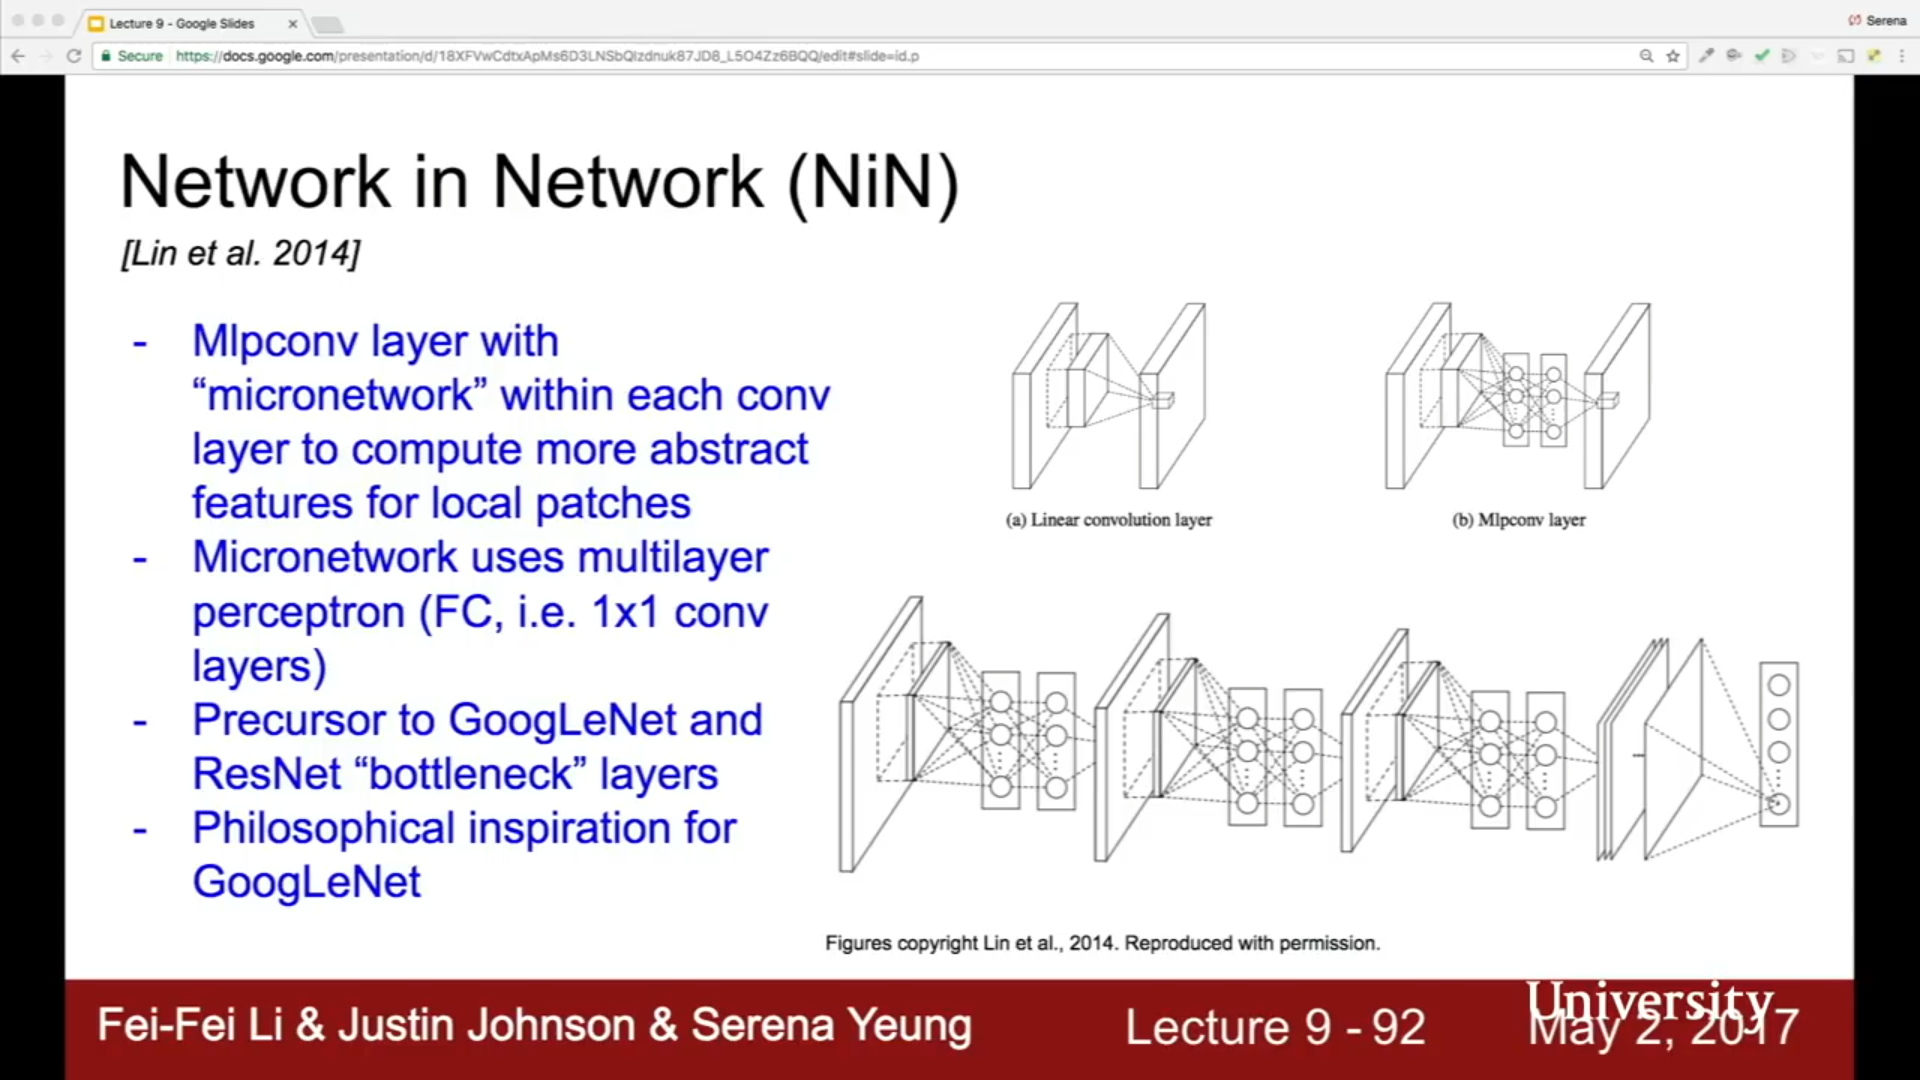 Lecture 9 - Google Slides
Serena
Secure https://docs.google.com/presentation/d/18XFVwCdtxApMs6D3LNSbQIzdnuk87JD8_L5O4Zz6BQQ/edit#slide=id.p
Network in Network (NiN)
[Lin et al. 2014]
- Mlpconv layer with
“micronetwork” within each conv
layer to compute more abstract
features for local patches
- Micronetwork uses multilayer
perceptron (FC, i.e. 1x1 conv
layers)
- Precursor to GoogLeNet and
ResNet “bottleneck” layers
- Philosophical inspiration for
GoogLeNet
(a) Linear convolution layer
(b) Mlpconv layer
Figures copyright Lin et al., 2014. Reproduced with permission.
Fei-Fei Li & Justin Johnson & Serena Yeung
Lecture 9 - 92
University
May 2, 2017